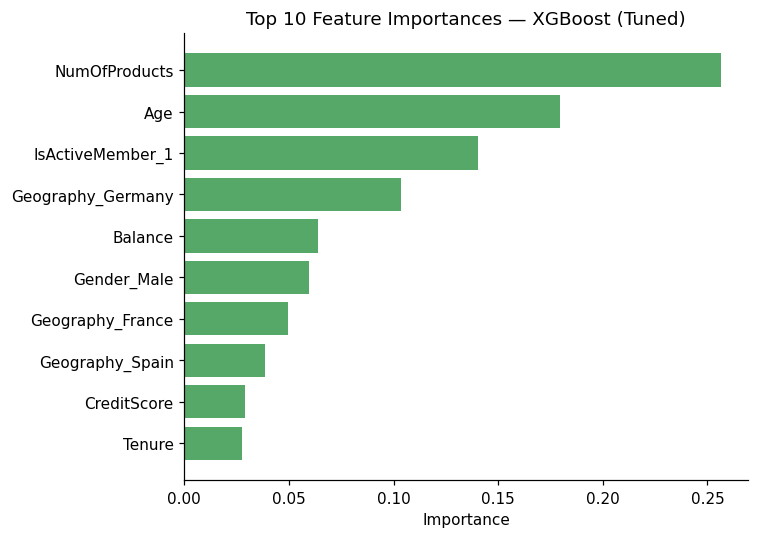 Top 10 Feature Importances — XGBoost (Tuned)
NumOfProducts
Age
IsActiveMember_1
Geography_Germany
Balance
Gender_Male
Geography_France
Geography_Spain
CreditScore
Tenure
0.00 0.05 0.10 0.15 0.20 0.25
Importance